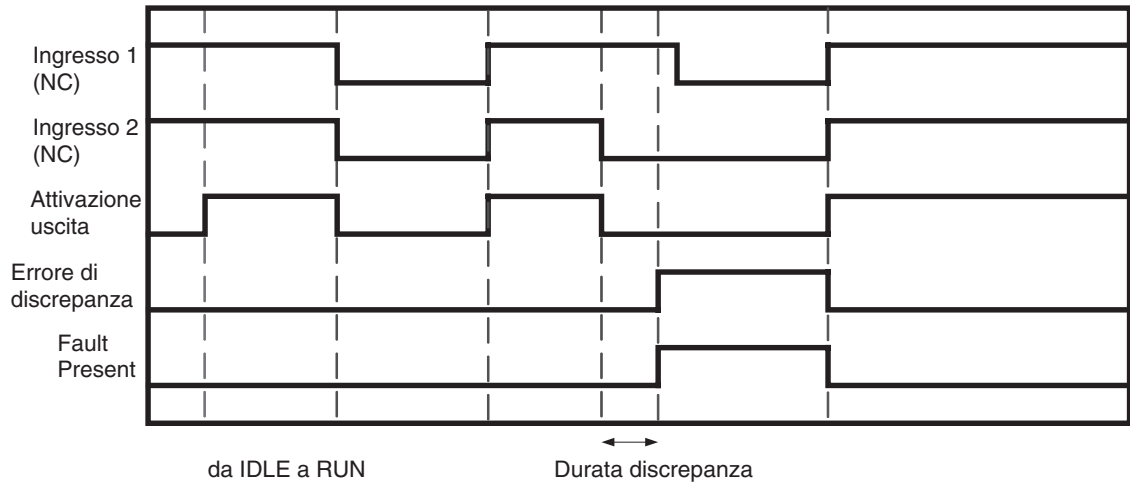 Ingresso 1
(NC)
Ingresso 2
(NC)
Attivazione
uscita
Errore di
discrepanza
Fault
Present
da IDLE a RUN
Durata discrepanza